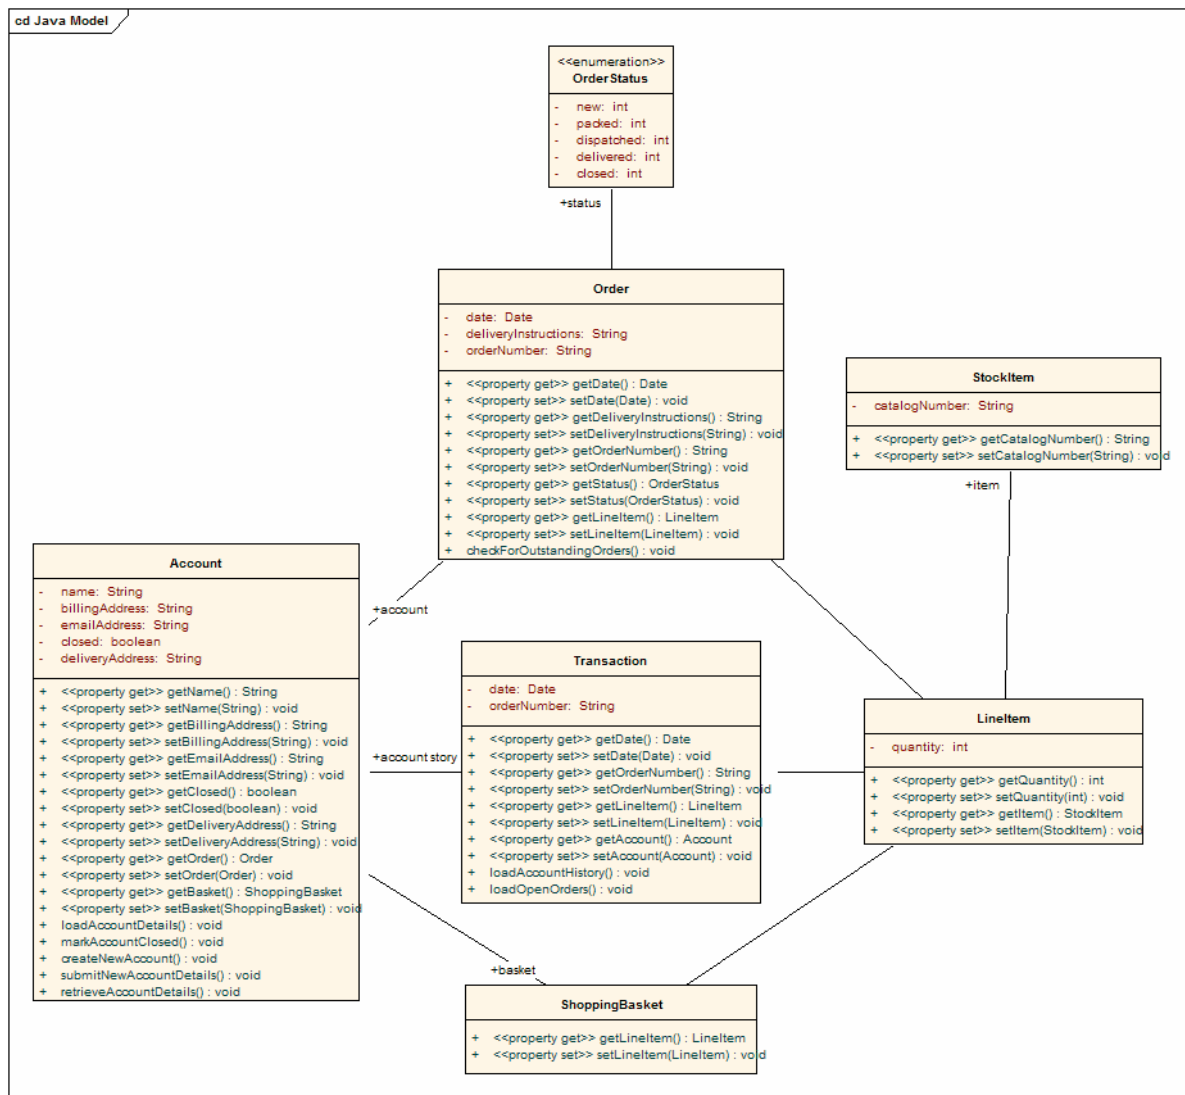 cd Java Model
<<enumeration>>
OrderStatus
- new: int
- packed: int
- dispatched: int
- delivered: int
- closed: int
+status
Order
- date: Date
- deliveryInstructions: String
- orderNumber: String
+ <<property get>> getDate() : Date
+ <<property set>> setDate(Date) : void
+ <<property get>> getDeliveryInstructions() : String
+ <<property set>> setDeliveryInstructions(String) : void
+ <<property get>> getOrderNumber() : String
+ <<property set>> setOrderNumber(String) : void
+ <<property get>> getStatus() : OrderStatus
+ <<property set>> setStatus(OrderStatus) : void
+ <<property get>> getLineItem() : LineItem
+ <<property set>> setLineItem(LineItem) : void
+ checkForOutstandingOrders() : void
StockItem
- catalogNumber: String
+ <<property get>> getCatalogNumber() : String
+ <<property set>> setCatalogNumber(String) : void
+item
Account
- name: String
- billingAddress: String
- emailAddress: String
- closed: boolean
- deliveryAddress: String
+ <<property get>> getName() : String
+ <<property set>> setName(String) : void
+ <<property get>> getBillingAddress() : String
+ <<property set>> setBillingAddress(String) : void
+ <<property get>> getEmailAddress() : String
+ <<property set>> setEmailAddress(String) : void
+ <<property get>> getClosed() : boolean
+ <<property set>> setClosed(boolean) : void
+ <<property get>> getDeliveryAddress() : String
+ <<property set>> setDeliveryAddress(String) : void
+ <<property get>> getOrder() : Order
+ <<property set>> setOrder(Order) : void
+ <<property get>> getBasket() : ShoppingBasket
+ <<property set>> setBasket(ShoppingBasket) : void
+ loadAccountDetails() : void
+ markAccountClosed() : void
+ createNewAccount() : void
+ submitNewAccountDetails() : void
+ retrieveAccountDetails() : void
+account
+account story
+basket
Transaction
- date: Date
- orderNumber: String
+ <<property get>> getDate() : Date
+ <<property set>> setDate(Date) : void
+ <<property get>> getOrderNumber() : String
+ <<property set>> setOrderNumber(String) : void
+ <<property get>> getLineItem() : LineItem
+ <<property set>> setLineItem(LineItem) : void
+ <<property get>> getAccount() : Account
+ <<property set>> setAccount(Account) : void
+ loadAccountHistory() : void
+ loadOpenOrders() : void
LineItem
- quantity: int
+ <<property get>> getQuantity() : int
+ <<property set>> setQuantity(int) : void
+ <<property get>> getItem() : StockItem
+ <<property set>> setItem(StockItem) : void
ShoppingBasket
+ <<property get>> getLineItem() : LineItem
+ <<property set>> setLineItem(LineItem) : void